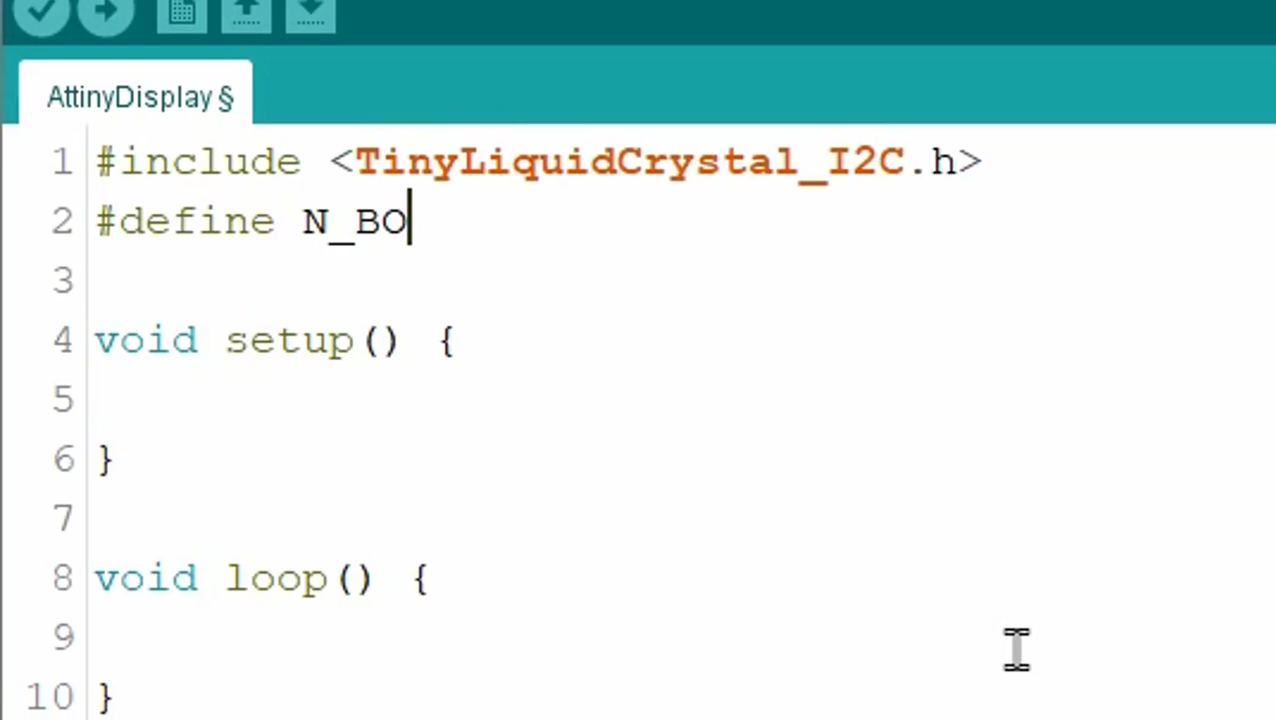 AttinyDisplay §
1 #include <TinyLiquidCrystal_I2C.h>
2 #define N_BO
3
4 void setup() {
5
6 }
7
8 void loop() {
9
10 }